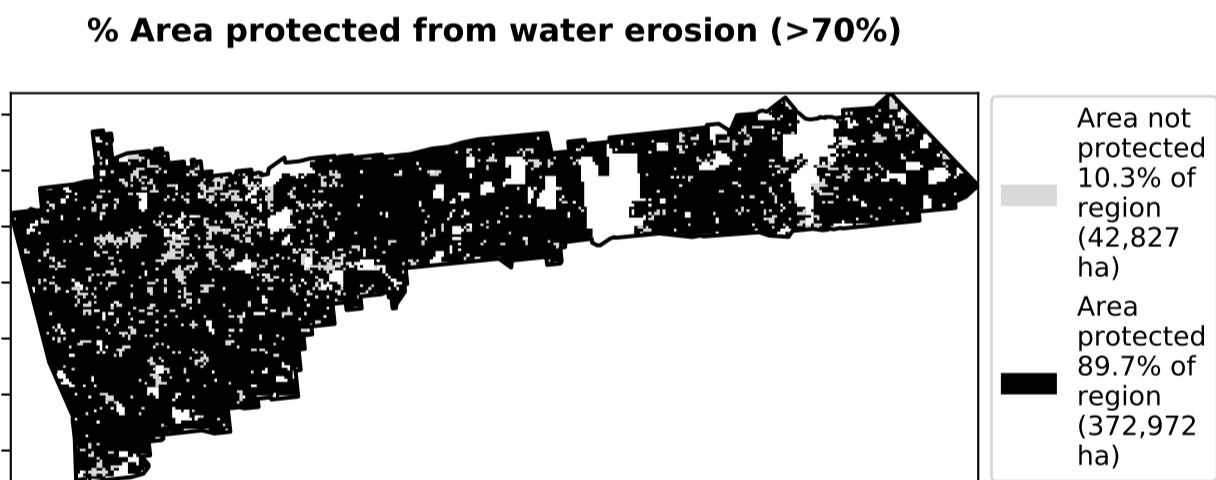 % Area protected from water erosion (>70%)
Area not
protected
10.3% of
region
(42,827
ha)
Area
protected
89.7% of
region
(372,972
ha)